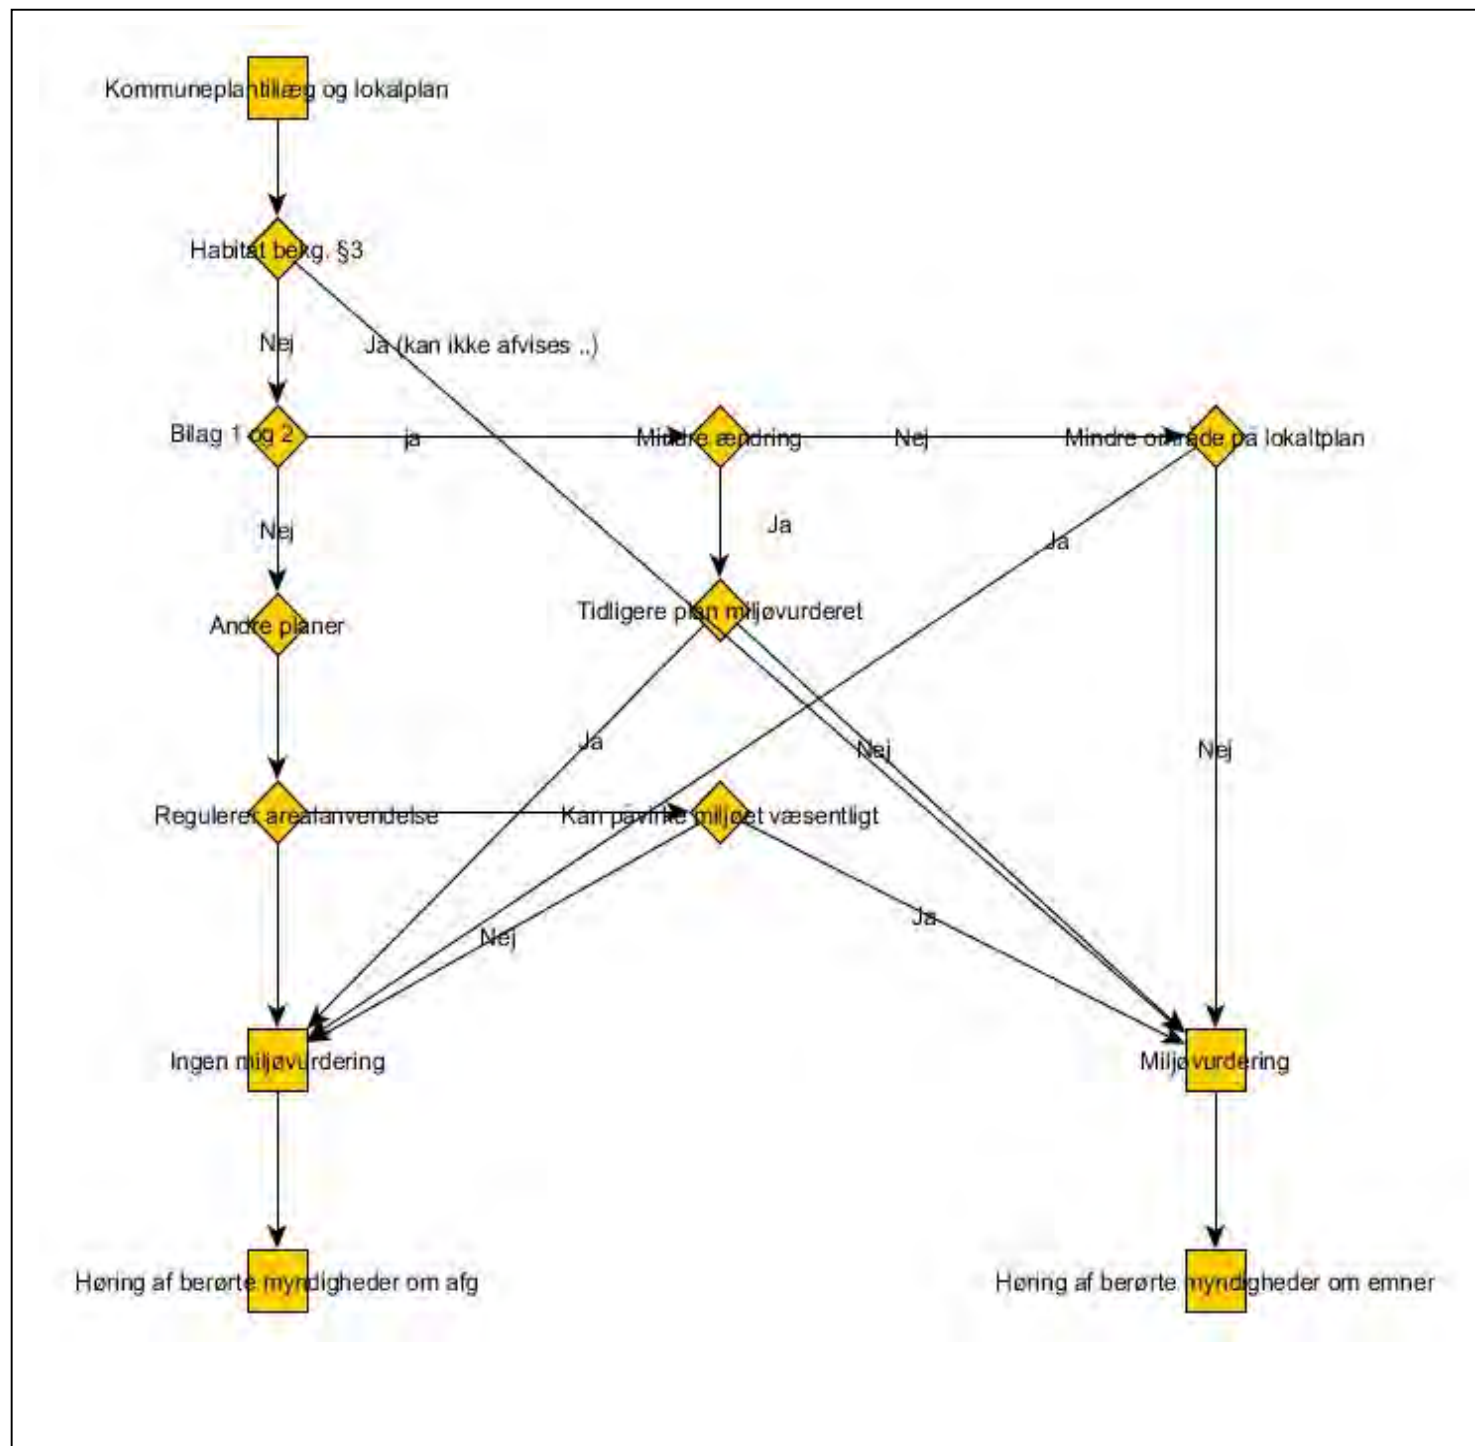 Kommuneplantillæg og lokalplan
Habitat bekg. §3
Nej
Ja (kan ikke afvises ..)
Bilag 1 og 2
ja
Mindre ændring
Nej
Mindre område på lokaltplan
Nej
Ja
Ja
Andre planer
Tidligere plan miljøvurderet
Ja
Nej
Nej
Regulerer arealanvendelse
Kan påvirke miljøet væsentligt
Nej
Ja
Ingen miljøvurdering
Miljøvurdering
Høring af berørte myndigheder om afg
Høring af berørte myndigheder om emner